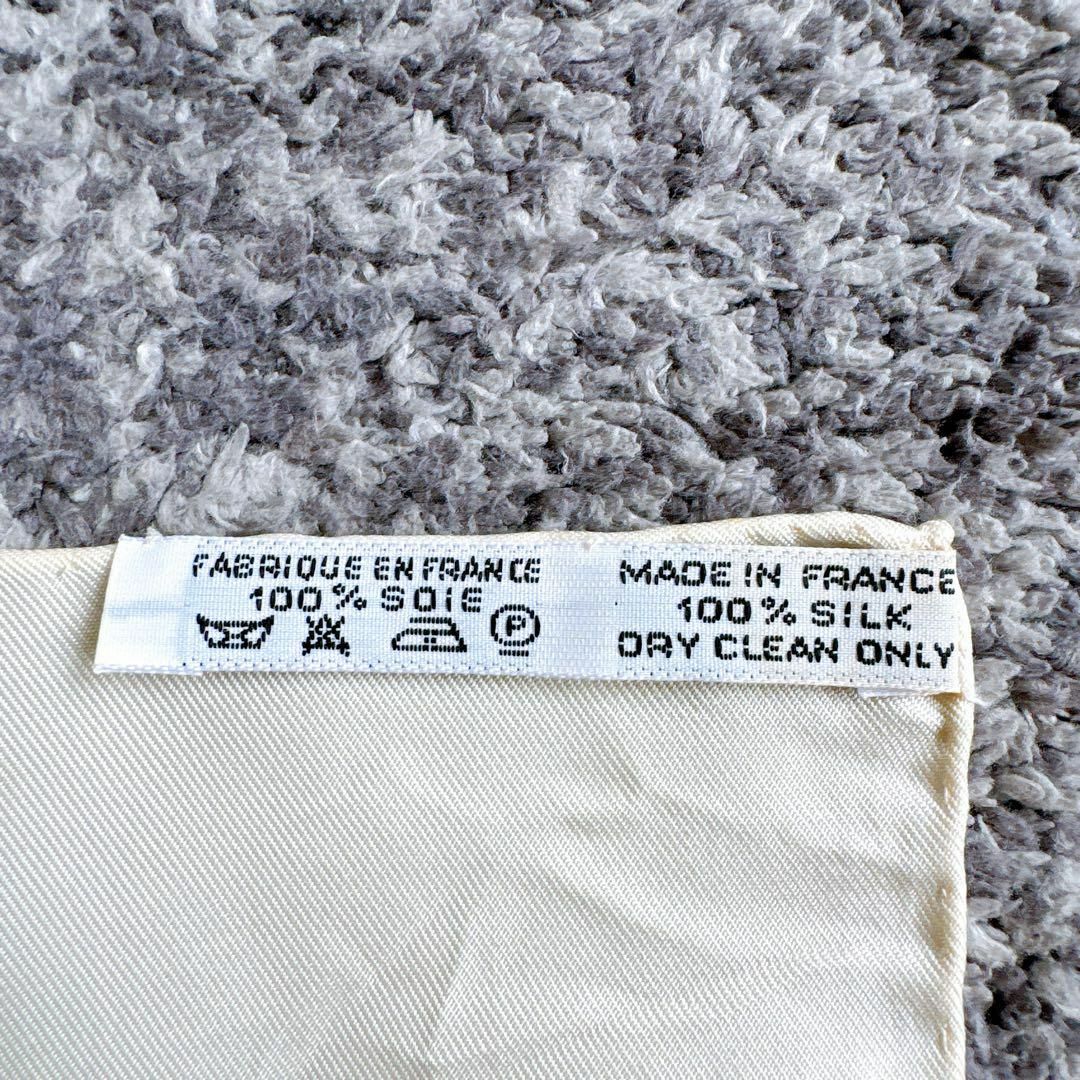 FABRIQUE EN FRANCE
100% SOIE
P
MADE IN FRANCE
100% SILK
DRY CLEAN ONLY